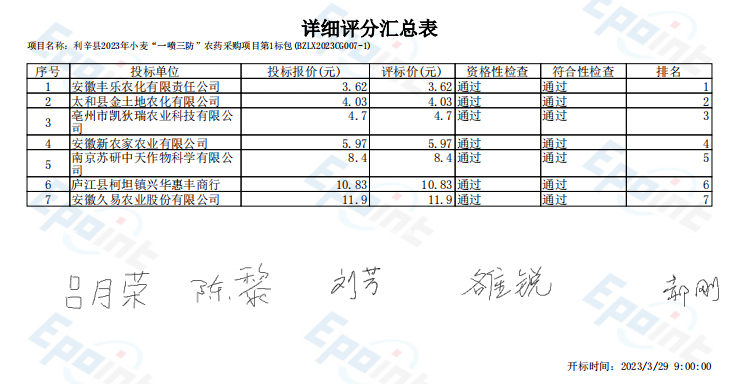 详细评分汇总表
项目名称：利辛县2023年小麦“一喷三防”农药采购项目第1标包(BZLX2023CG007-1)
序号 投标单位 投标报价(元) 评标价(元) 资格性检查 符合性检查 排名
1 安徽丰乐农化有限责任公司 3.62 3.62 通过 通过 1
2 太和县金土地农化有限公司 4.03 4.03 通过 通过 2
3 亳州市凯狄瑞农业科技有限公 4.7 4.7 通过 通过 3
司
4 安徽新农家农业有限公司 5.97 5.97 通过 通过 4
5 南京苏研中天作物科学有限公 8.4 8.4 通过 通过 5
司
6 庐江县柯坦镇兴华惠丰商行 10.83 10.83 通过 通过 6
7 安徽久易农业股份有限公司 11.9 11.9 通过 通过 7
吕月荣 陈黎 刘芳 锐 郝刚
开标时间：2023/3/29 9:00:00
Epoint